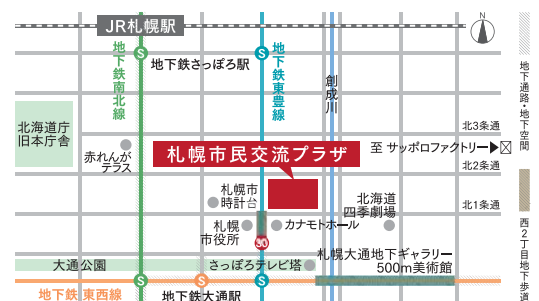 N
JR札幌駅
地下鉄南北線
S
地下鉄さっぽろ駅
S
地下鉄東豊線
創成川
地下通路・地下空間
北海道庁
旧本庁舎
赤れんが
テラス
北3条通
札幌市民交流プラザ
至 サッポロファクトリー
北2条通
札幌市
時計台
北海道
四季劇場
北1条通
札幌
市役所
カナモトホール
30
西2丁目地下歩道
札幌大通地下ギャラリー
500m美術館
大通公園
さっぽろテレビ塔
S
S
S
地下鉄 東西線
地下鉄大通駅